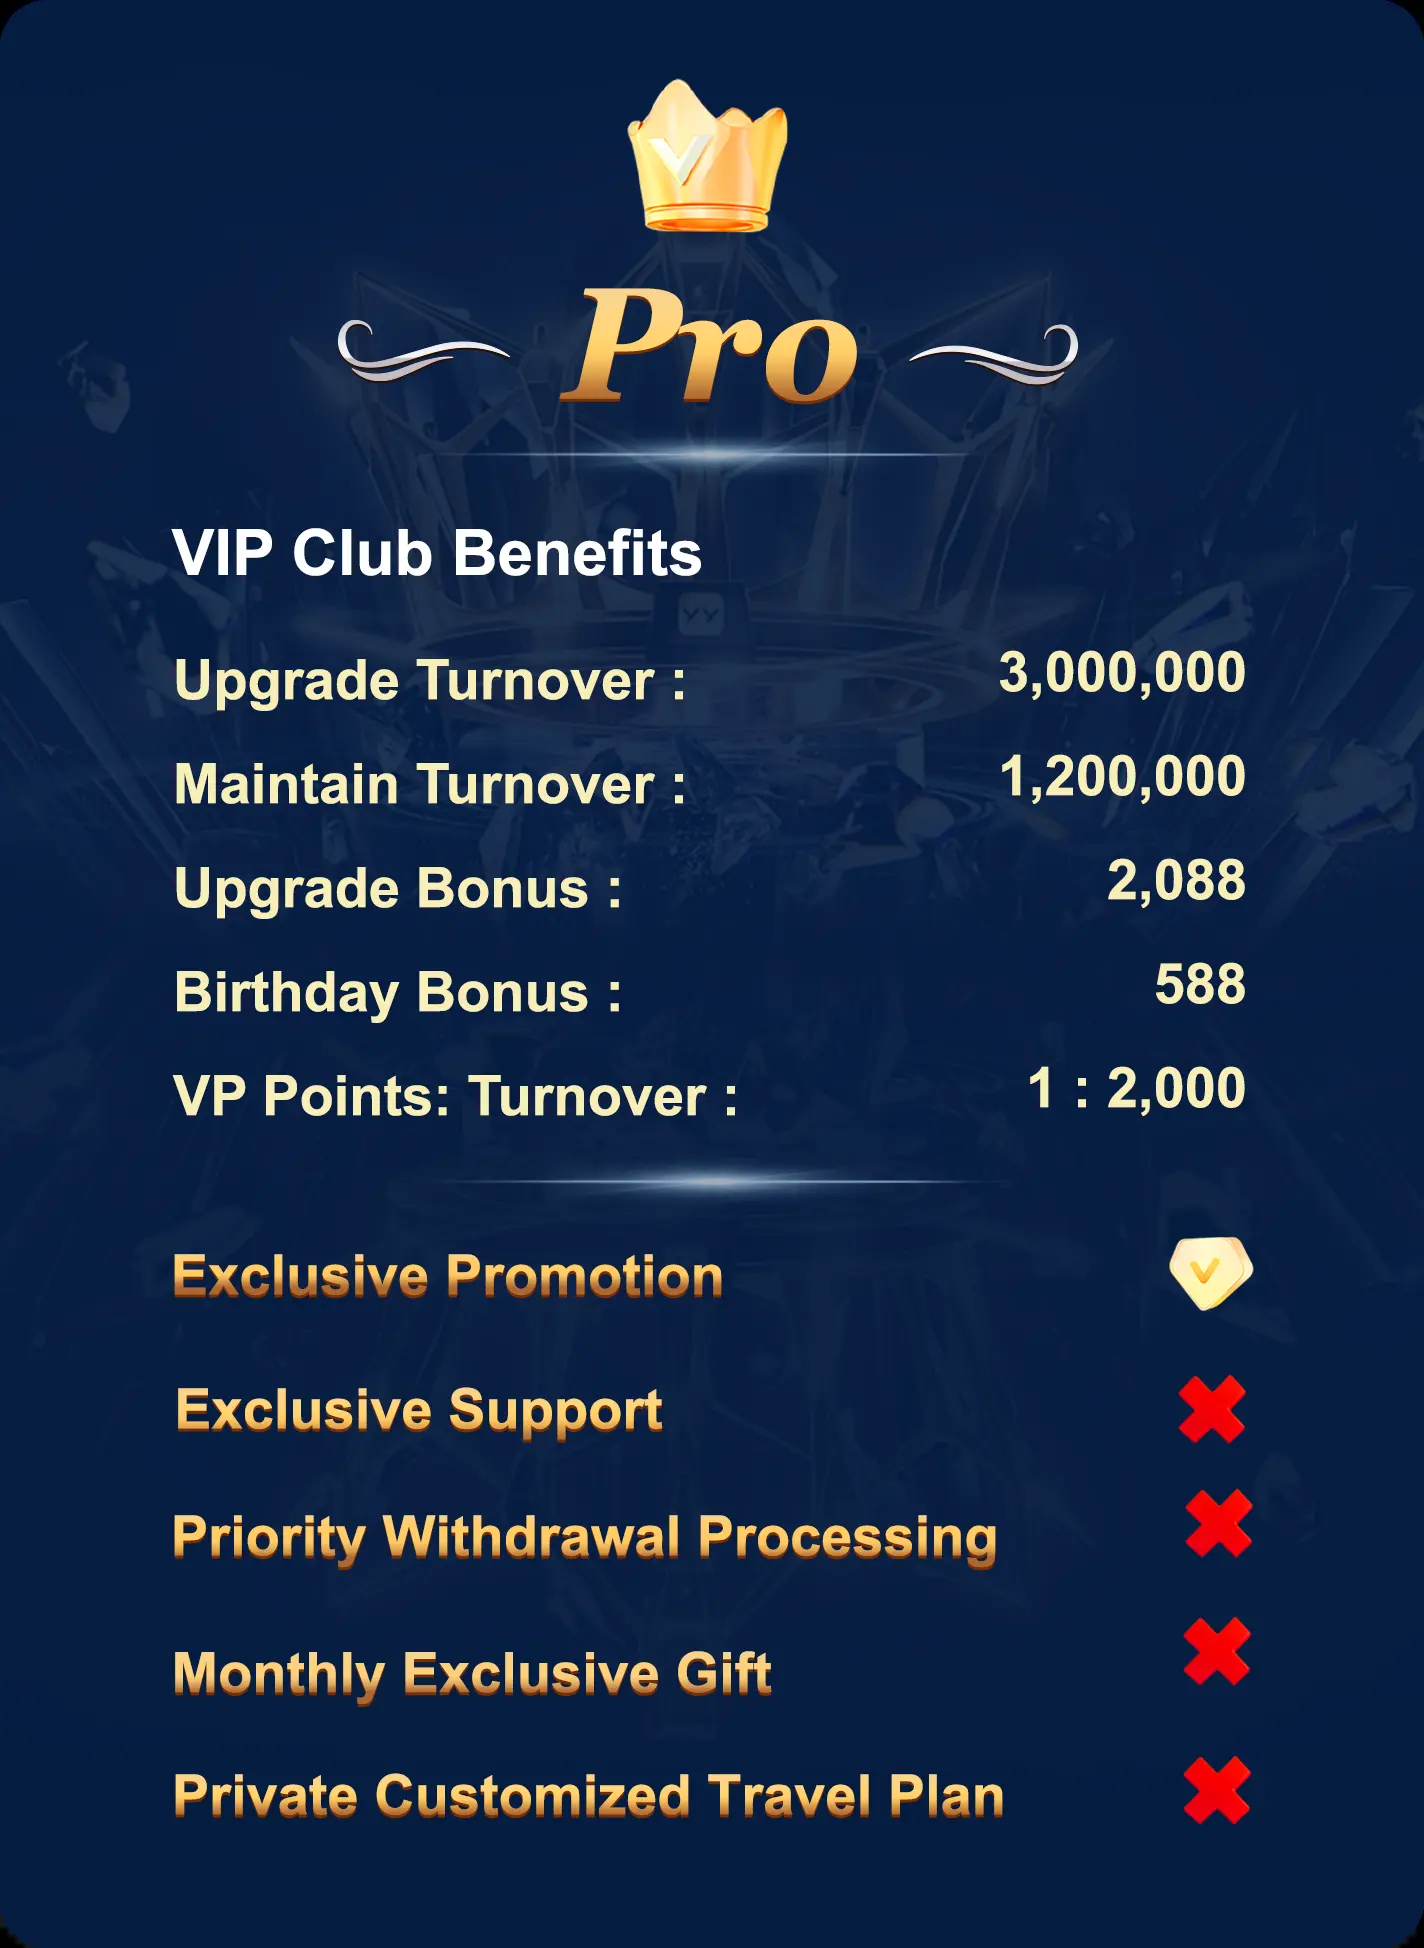 Pro
VIP Club Benefits
Upgrade Turnover : 3,000,000
Maintain Turnover : 1,200,000
Upgrade Bonus : 2,088
Birthday Bonus : 588
VP Points: Turnover : 1 : 2,000
Exclusive Promotion
Exclusive Support
Priority Withdrawal Processing
Monthly Exclusive Gift
Private Customized Travel Plan